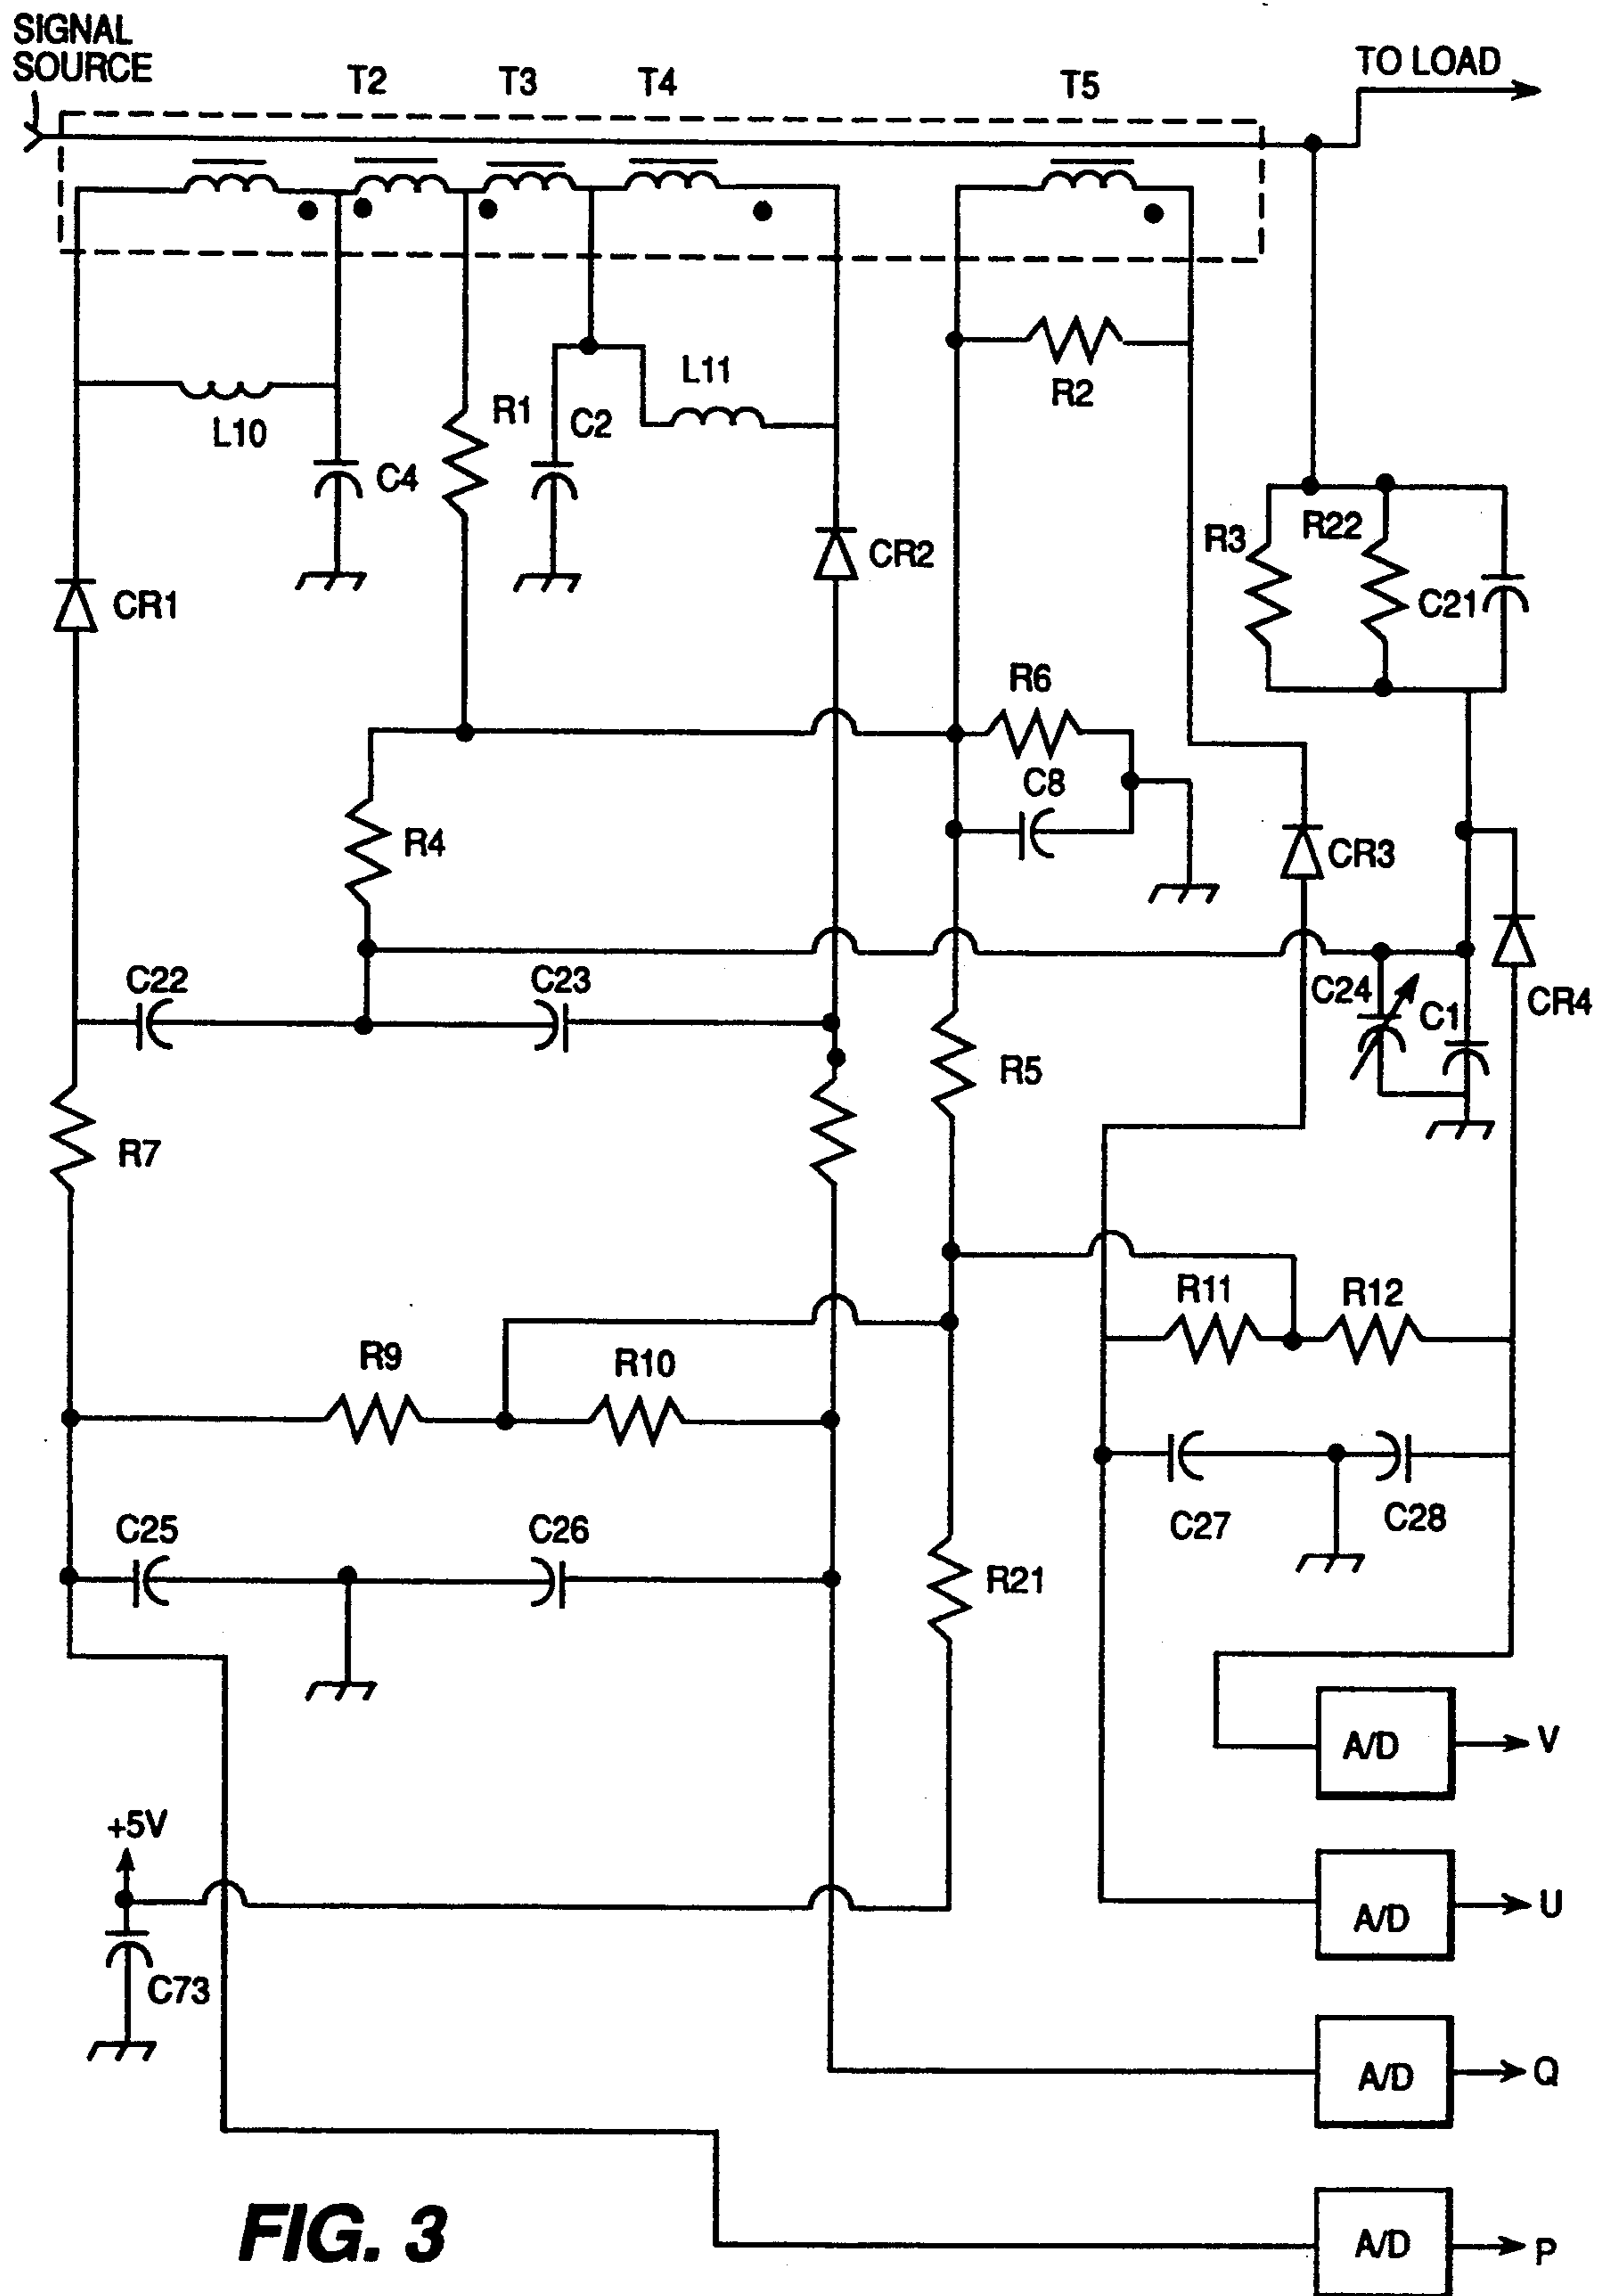 SIGNAL
SOURCE
T2
T3
T4
T5
TO LOAD
L10
C4
R1
C2
L11
R2
CR1
CR2
R3
R22
C21
R6
C8
R4
CR3
C22
C23
C24
C1
CR4
R7
R5
R9
R10
R11
R12
C25
C26
C27
C28
R21
+5V
C73
A/D
V
A/D
U
A/D
Q
A/D
P
FIG. 3